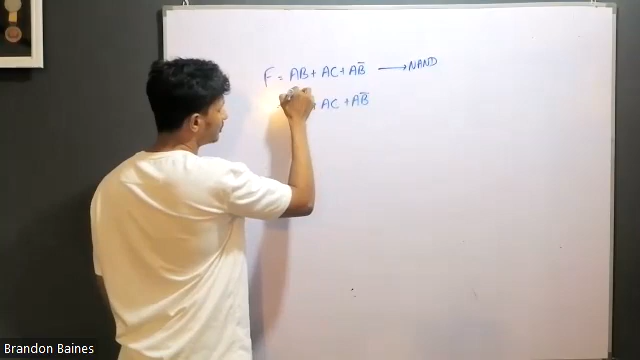 F = AB + AC + AB̅ → NAND
+ AC + AB̅
Brandon Baines